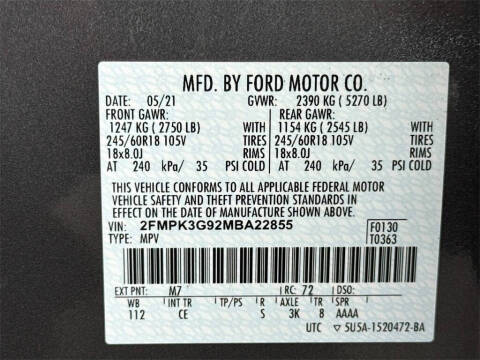 MFD. BY FORD MOTOR CO.
DATE: 05/21 GVWR: 2390 KG ( 5270 LB)
FRONT GAWR: REAR GAWR:
1247 KG ( 2750 LB) WITH 1154 KG ( 2545 LB) WITH
245/60R18 105V TIRES 245/60R18 105V TIRES
18x8.0J RIMS 18x8.0J RIMS
AT 240 kPa/ 35 PSI COLD AT 240 kPa/ 35 PSI COLD
THIS VEHICLE CONFORMS TO ALL APPLICABLE FEDERAL MOTOR
VEHICLE SAFETY AND THEFT PREVENTION STANDARDS IN
EFFECT ON THE DATE OF MANUFACTURE SHOWN ABOVE.
VIN: 2FMPK3G92MBA22855 F0130
TYPE: MPV T0363
EXT PNT: M7 RC: 72 DSO:
WB INT TR TP/PS R AXLE TR SPR
112 CE S 3K 8 AAAA
UTC ▽ 5U5A-1520472-BA